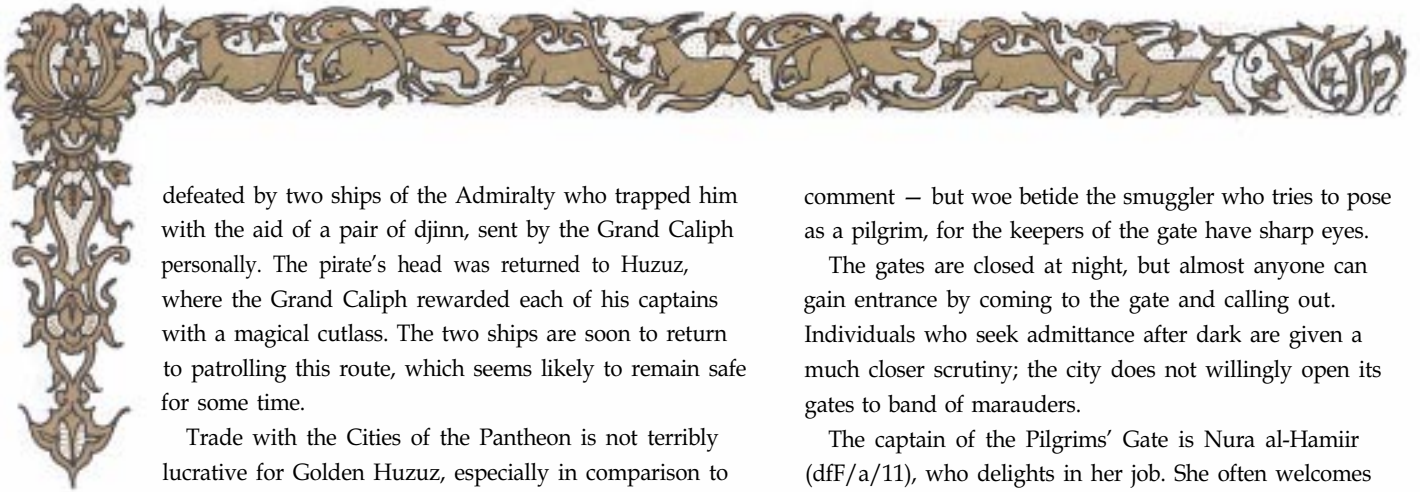 defeated by two ships of the Admiralty who trapped him
with the aid of a pair of djinn, sent by the Grand Caliph
personally. The pirate's head was returned to Huzuz,
where the Grand Caliph rewarded each of his captains
with a magical cutlass. The two ships are soon to return
to patrolling this route, which seems likely to remain safe
for some time.
Trade with the Cities of the Pantheon is not terribly
lucrative for Golden Huzuz, especially in comparison to
comment — but woe betide the smuggler who tries to pose
as a pilgrim, for the keepers of the gate have sharp eyes.
The gates are closed at night, but almost anyone can
gain entrance by coming to the gate and calling out.
Individuals who seek admittance after dark are given a
much closer scrutiny; the city does not willingly open its
gates to band of marauders.
The captain of the Pilgrims' Gate is Nura al-Hamiir
(dfF/a/11), who delights in her job. She often welcomes